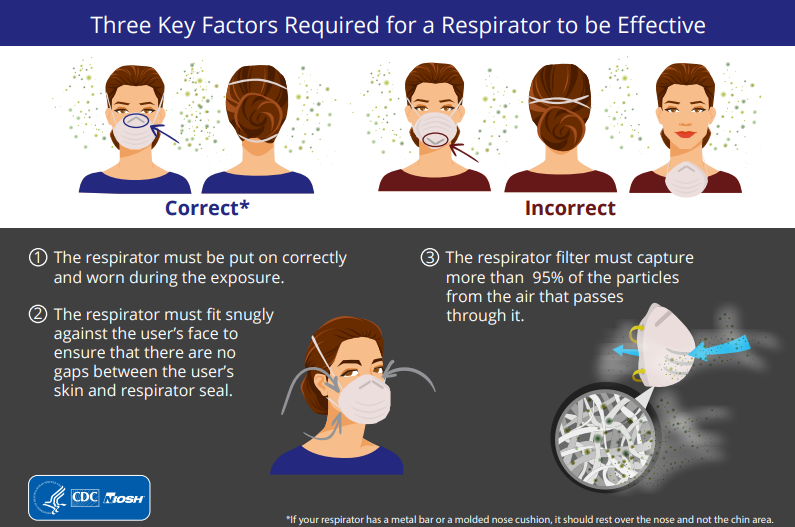 Three Key Factors Required for a Respirator to be Effective
Correct*
Incorrect
1 The respirator must be put on correctly
and worn during the exposure.
2 The respirator must fit snugly
against the user's face to
ensure that there are no
gaps between the user's
skin and respirator seal.
3 The respirator filter must capture
more than 95% of the particles
from the air that passes
through it.
CDC
NIOSH
*If your respirator has a metal bar or a molded nose cushion, it should rest over the nose and not the chin area.